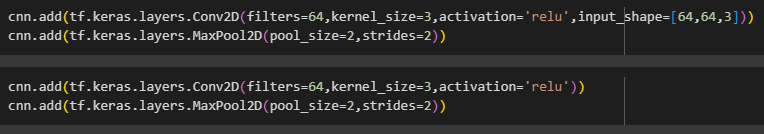 cnn.add(tf.keras.layers.Conv2D(filters=64,kernel_size=3,activation='relu',input_shape=[64,64,3]))
cnn.add(tf.keras.layers.MaxPool2D(pool_size=2,strides=2))
cnn.add(tf.keras.layers.Conv2D(filters=64,kernel_size=3,activation='relu'))
cnn.add(tf.keras.layers.MaxPool2D(pool_size=2,strides=2))